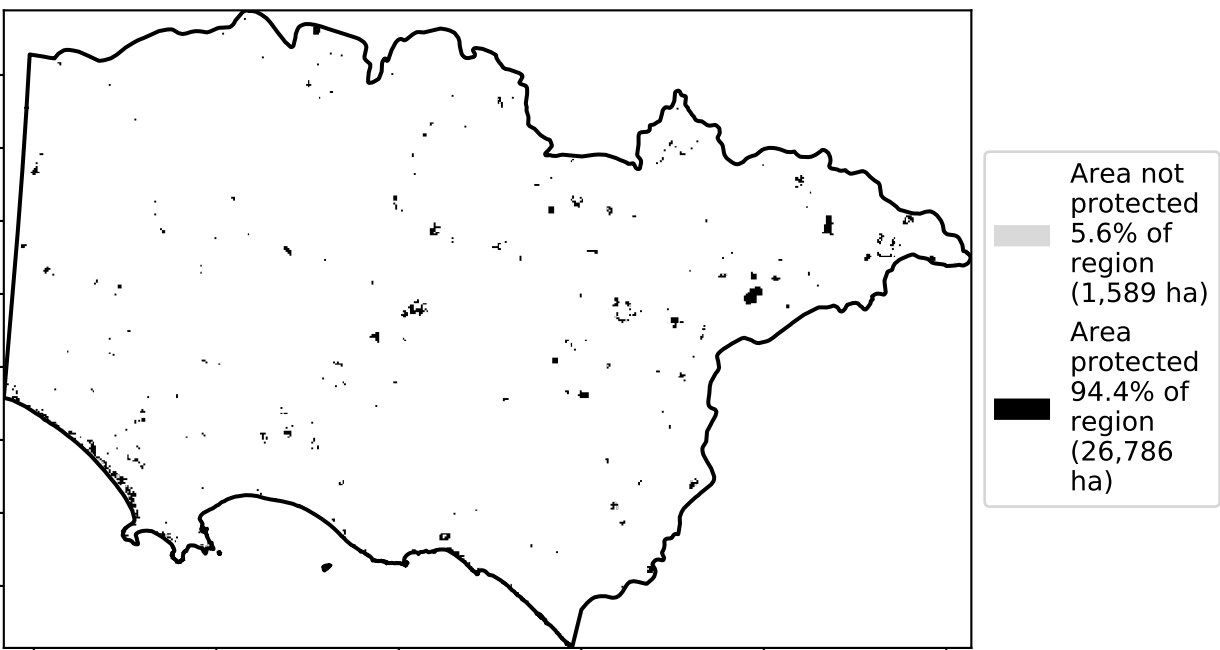 Area not
protected
5.6% of
region
(1,589 ha)
Area
protected
94.4% of
region
(26,786
ha)